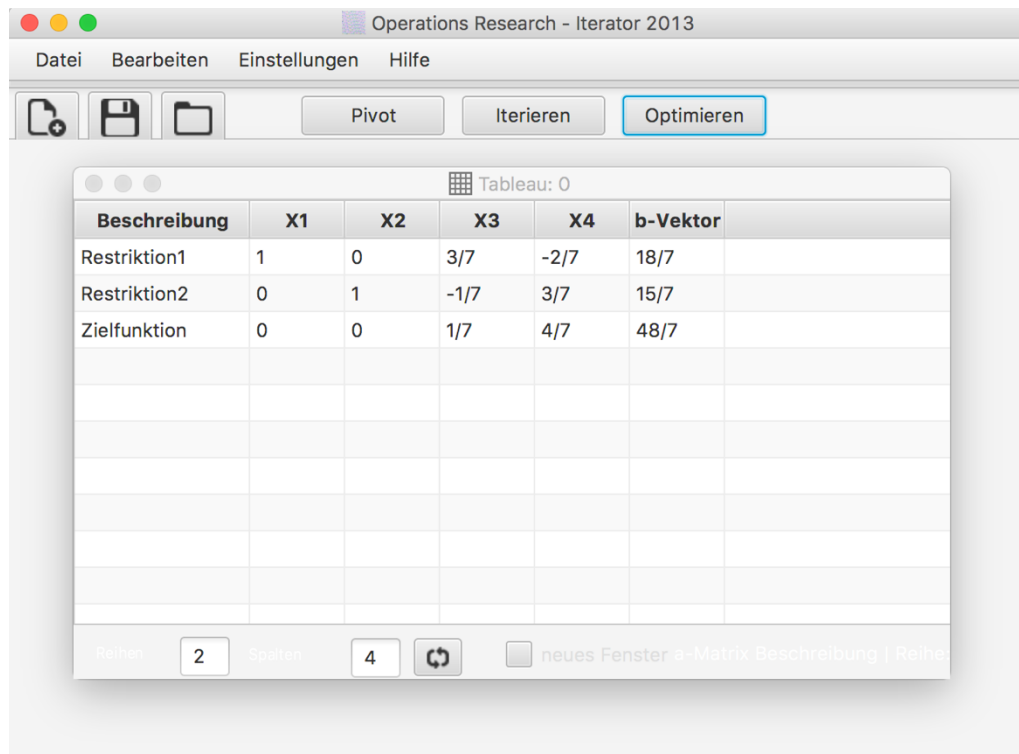 Operations Research - Iterator 2013
Datei Bearbeiten Einstellungen Hilfe
Pivot Iterieren Optimieren
Tableau: 0
Beschreibung X1 X2 X3 X4 b-Vektor
Restriktion1 1 0 3/7 -2/7 18/7
Restriktion2 0 1 -1/7 3/7 15/7
Zielfunktion 0 0 1/7 4/7 48/7
Reihen 2 Spalten 4 neues Fenster a-Matrix Beschreibung | Reihe: